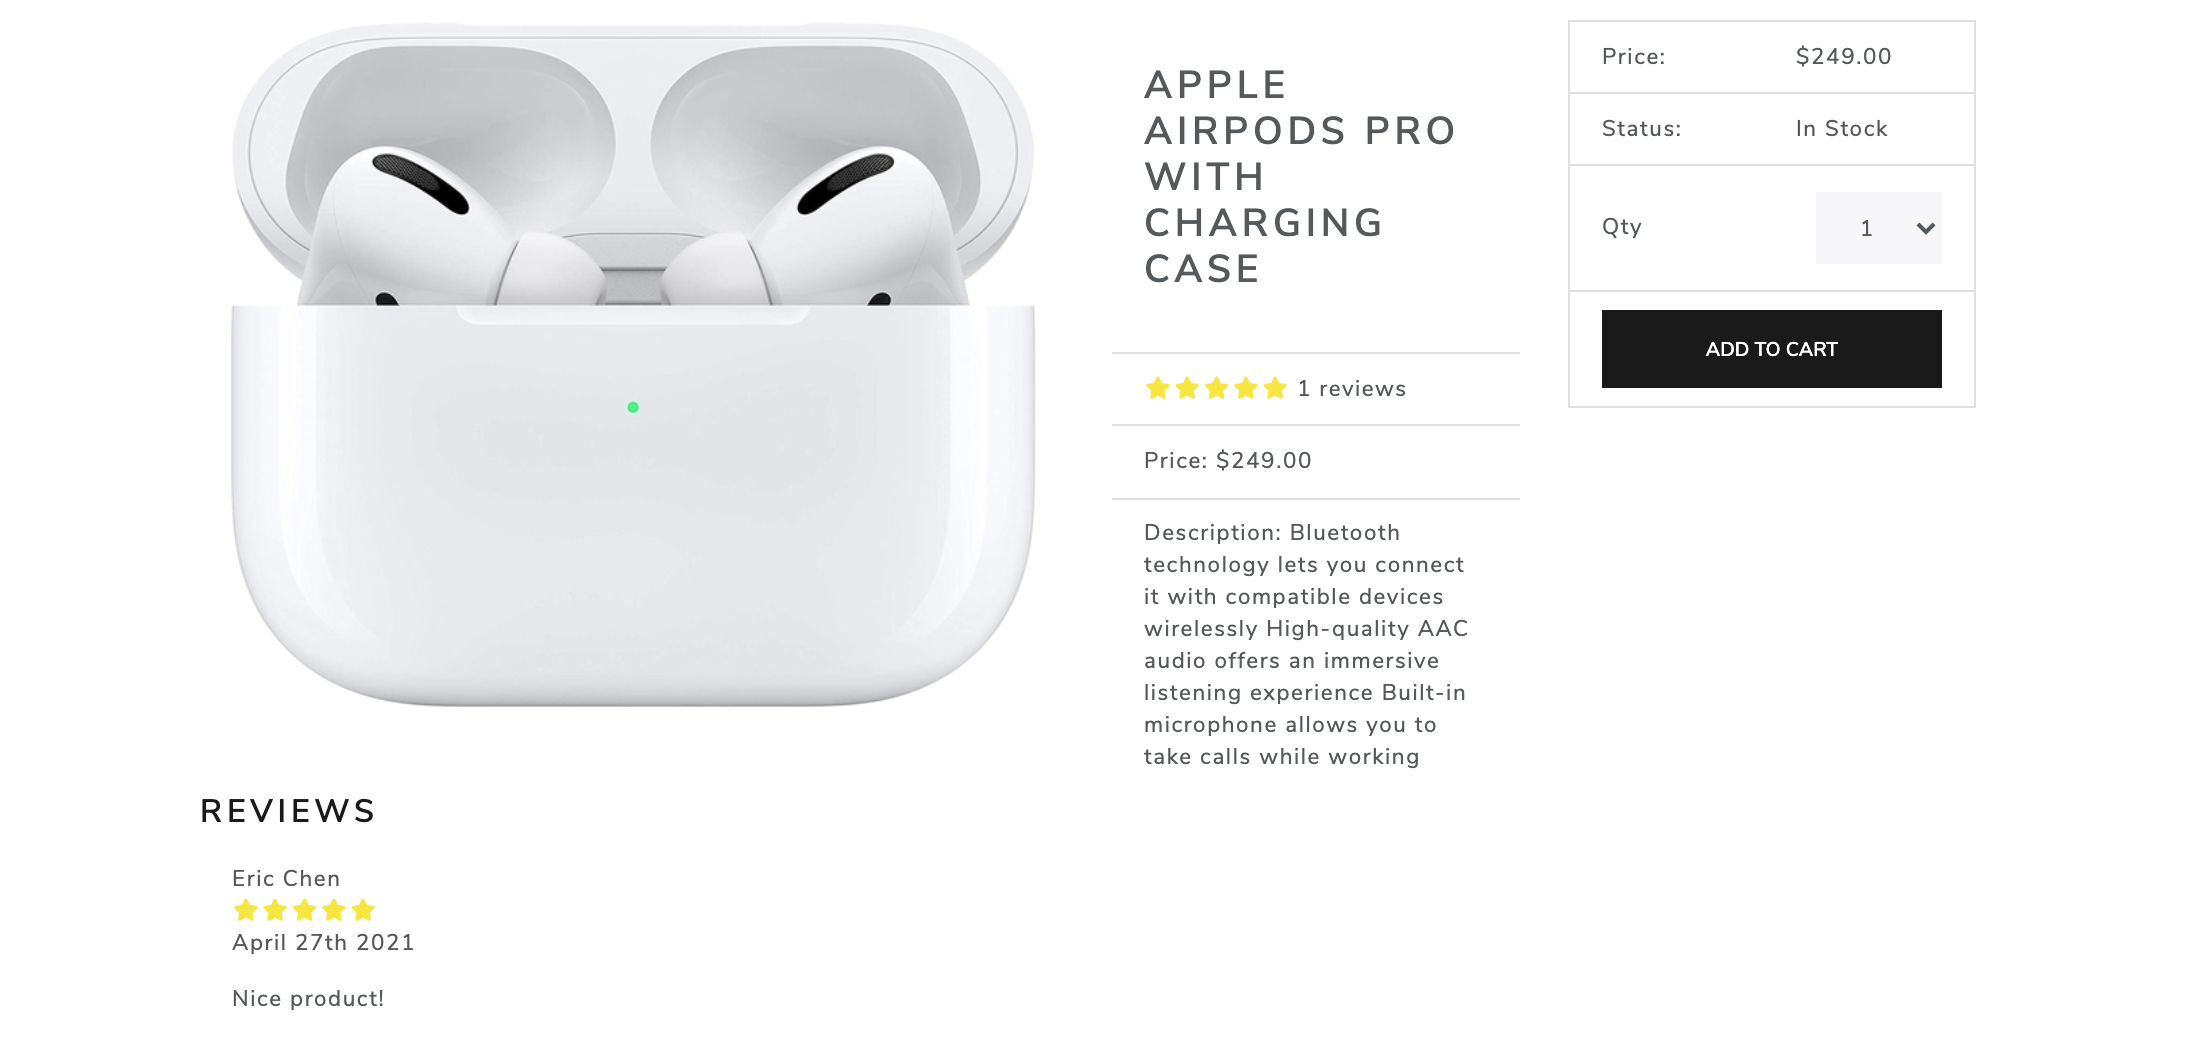 APPLE
AIRPODS PRO
WITH
CHARGING
CASE
1 reviews
Price: $249.00
Description: Bluetooth
technology lets you connect
it with compatible devices
wirelessly High-quality AAC
audio offers an immersive
listening experience Built-in
microphone allows you to
take calls while working
Price: $249.00
Status: In Stock
Qty 1
ADD TO CART
REVIEWS
Eric Chen
April 27th 2021
Nice product!